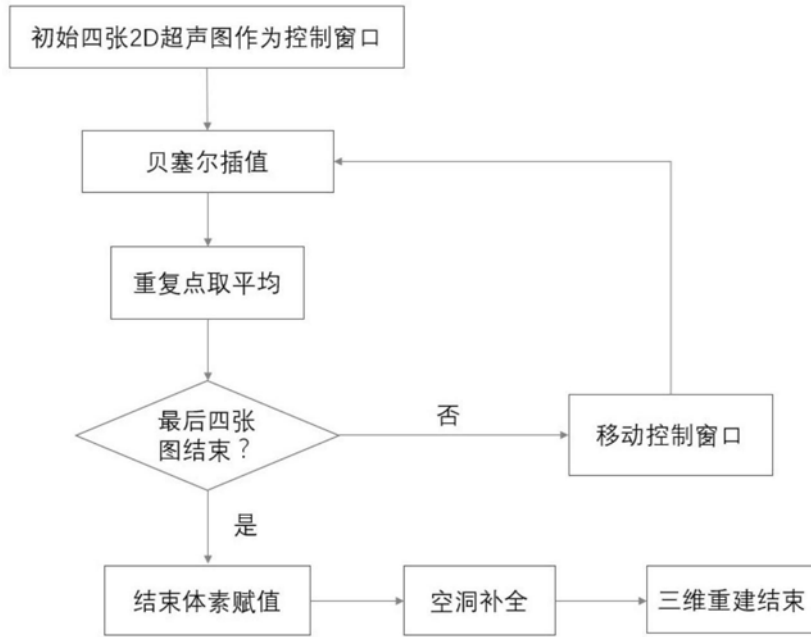 初始四张2D超声图作为控制窗口
贝塞尔插值
重复点取平均
最后四张
图结束？
否
移动控制窗口
是
结束体素赋值
空洞补全
三维重建结束